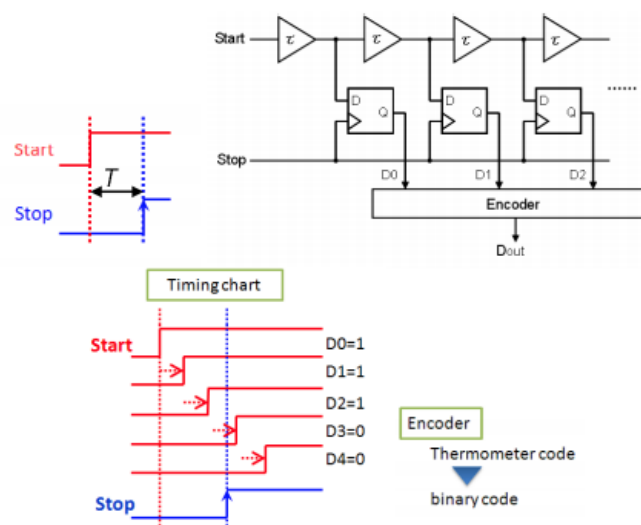 Start
τ τ τ τ
D Q D Q D Q
......
Stop
D0 D1 D2
Encoder
Dout
Start
T
Stop
Timing chart
Start
D0=1
D1=1
D2=1
D3=0
D4=0
Stop
Encoder
Thermometer code
binary code